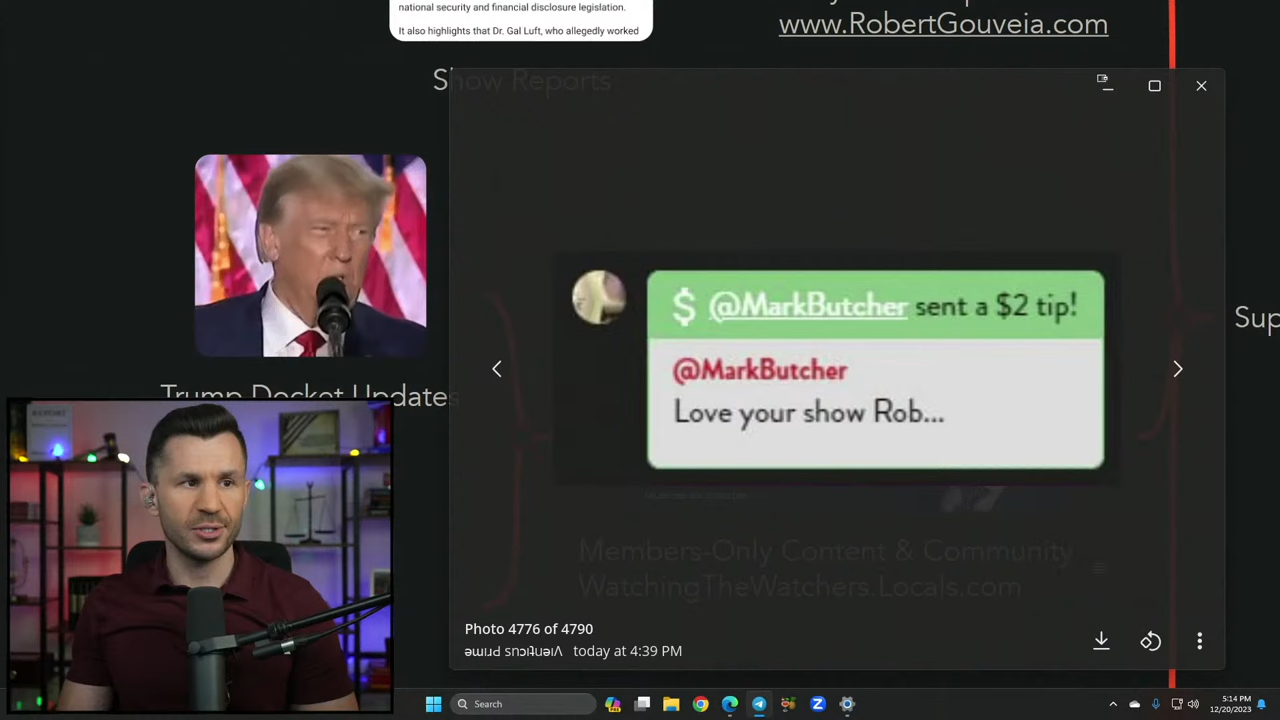 national security and financial disclosure legislation.
It also highlights that Dr. Gal Luft, who allegedly worked
www.RobertGouveia.com
Show Reports
Trump Docket Updates
$ @MarkButcher sent a $2 tip!
@MarkButcher
Love your show Rob...
Sup
Members-Only Content & Community
WatchingTheWatchers.Locals.com
Photo 4776 of 4790
today at 4:39 PM
Search
5:14 PM
12/20/2023